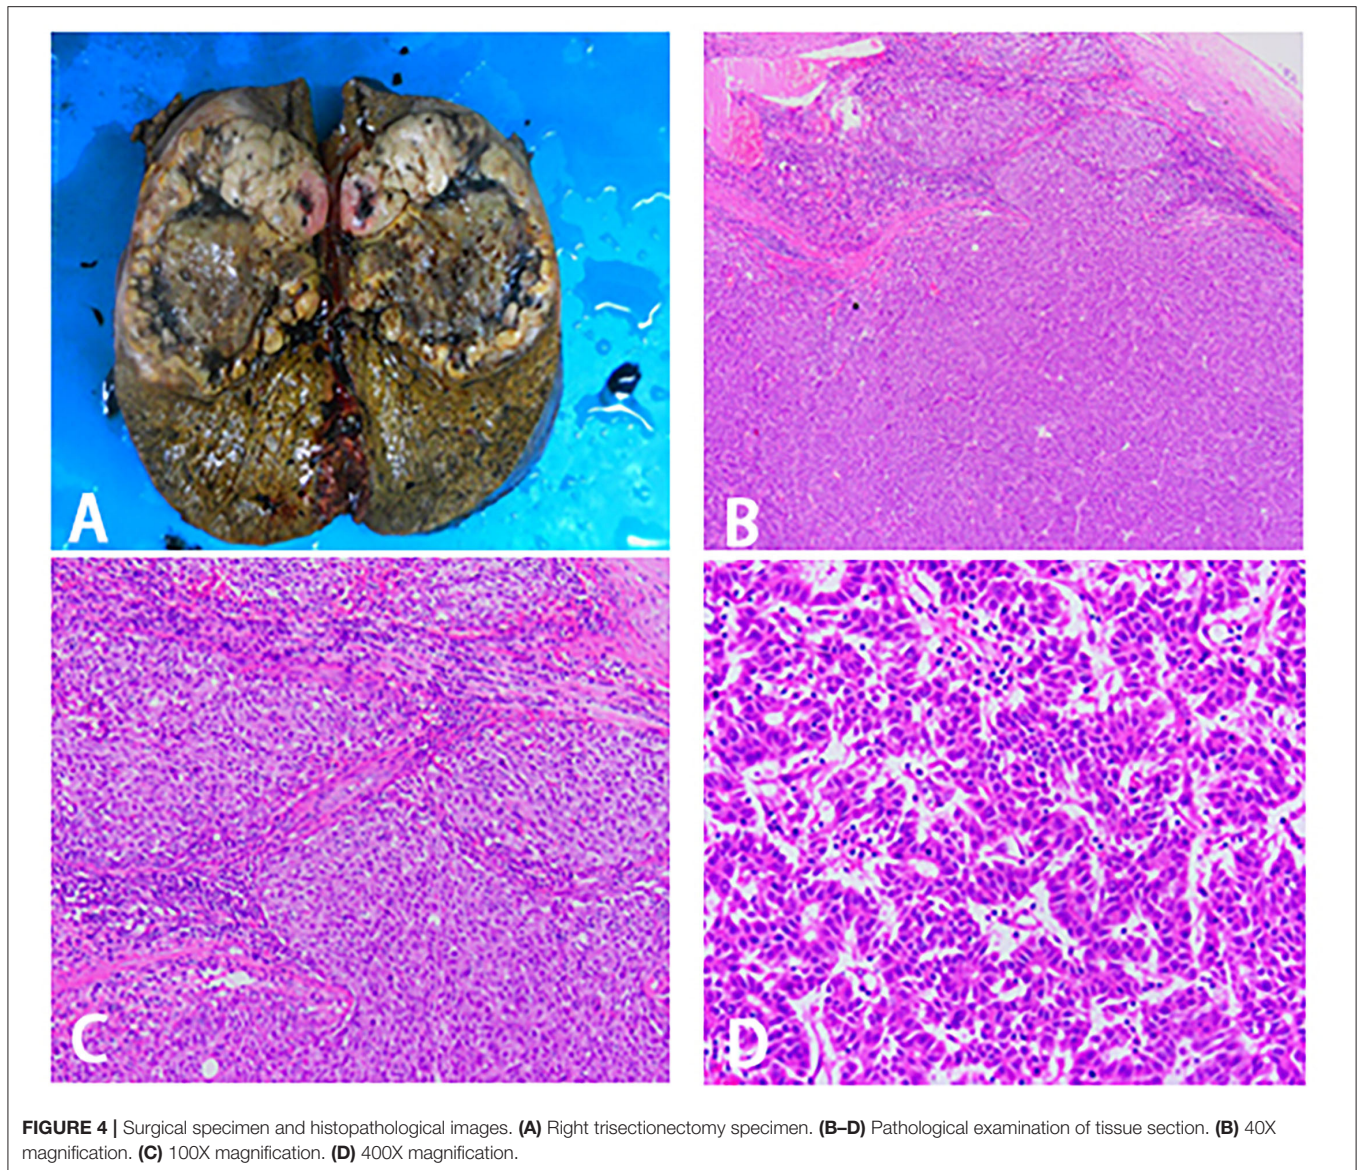 A
B
C
D
FIGURE 4 | Surgical specimen and histopathological images. (A) Right trisectionectomy specimen. (B–D) Pathological examination of tissue section. (B) 40X
magnification. (C) 100X magnification. (D) 400X magnification.